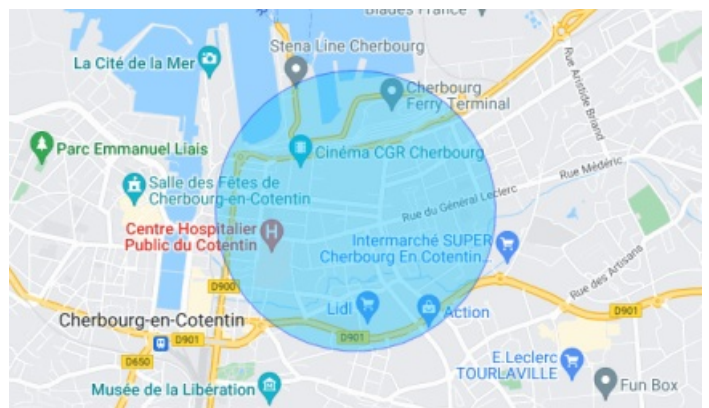 Blades France
Stena Line Cherbourg
La Cité de la Mer
Cherbourg
Ferry Terminal
Rue Aristide Briand
Parc Emmanuel Liais
Cinéma CGR Cherbourg
Rue Médéric
Salle des Fêtes de
Cherbourg-en-Cotentin
Rue du Général Leclerc
Centre Hospitalier
Public du Cotentin
H
Intermarché SUPER
Cherbourg En Cotentin...
Rue des Artisans
D900
Lidl
Action
D901
Cherbourg-en-Cotentin
D901
D901
D650
E.Leclerc
TOURLAVILLE
Musée de la Libération
Fun Box